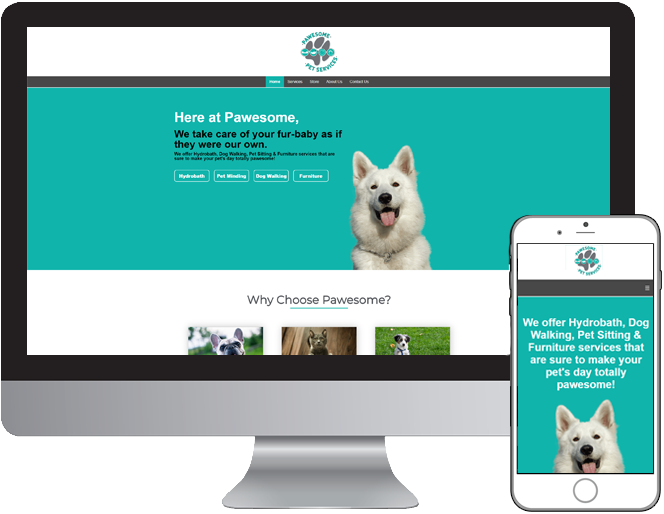 PAWESOME
PET SERVICES
Home Services Store About Us Contact Us
Here at Pawesome,
We take care of your fur-baby as if
they were our own.
We offer Hydrobath, Dog Walking, Pet Sitting & Furniture services that are
sure to make your pet's day totally pawesome!
Hydrobath Pet Minding Dog Walking Furniture
Why Choose Pawesome?
PAWESOME
PET SERVICES
We offer Hydrobath, Dog
Walking, Pet Sitting &
Furniture services that
are sure to make your
pet's day totally
pawesome!